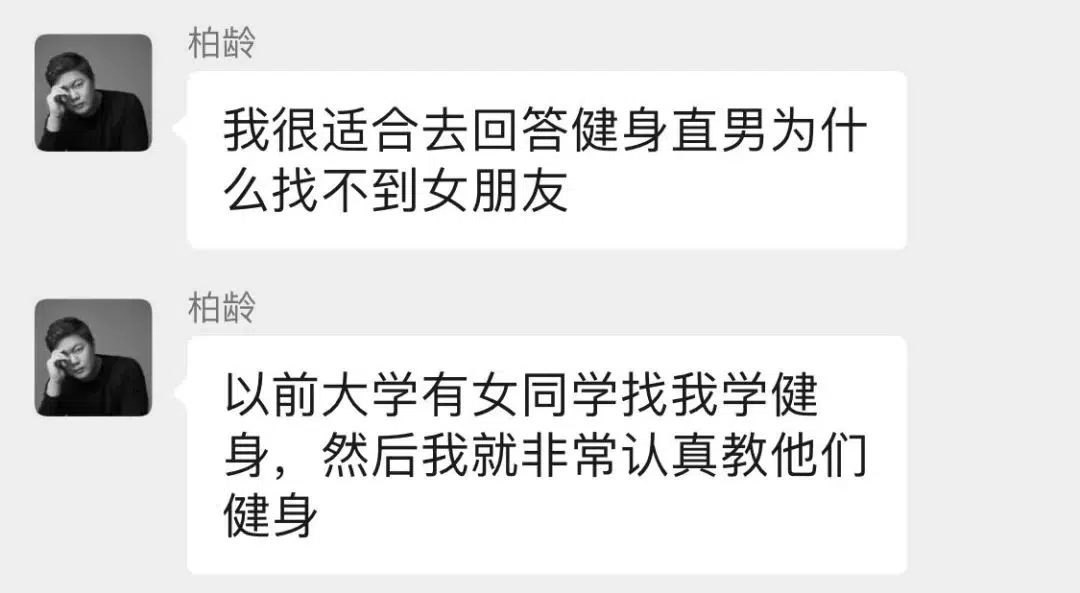 柏龄
我很适合去回答健身直男为什
么找不到女朋友
柏龄
以前大学有女同学找我学健
身，然后我就非常认真教他们
健身